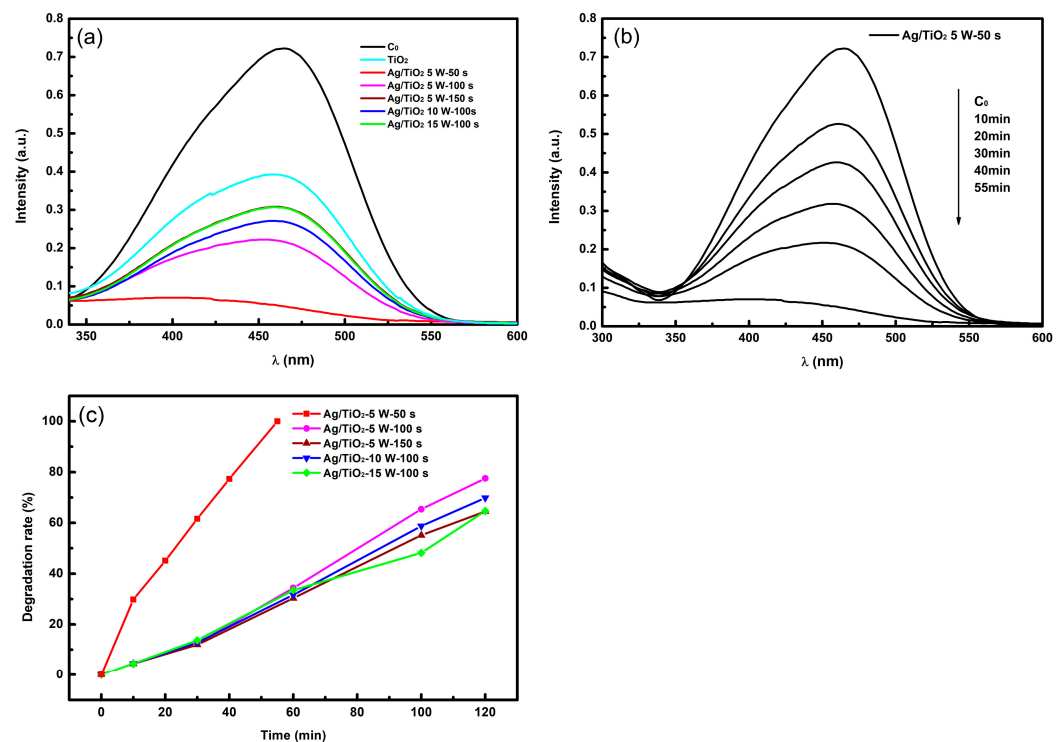 (a)
C₀
TiO₂
Ag/TiO₂ 5 W-50 s
Ag/TiO₂ 5 W-100 s
Ag/TiO₂ 5 W-150 s
Ag/TiO₂ 10 W-100s
Ag/TiO₂ 15 W-100 s
Intensity (a.u.)
0.8
0.7
0.6
0.5
0.4
0.3
0.2
0.1
0.0
350 400 450 500 550 600
λ (nm)
(b)
Ag/TiO₂ 5 W-50 s
C₀
10min
20min
30min
40min
55min
Intensity (a.u.)
0.8
0.7
0.6
0.5
0.4
0.3
0.2
0.1
0.0
300 350 400 450 500 550 600
λ (nm)
(c)
Ag/TiO₂-5 W-50 s
Ag/TiO₂-5 W-100 s
Ag/TiO₂-5 W-150 s
Ag/TiO₂-10 W-100 s
Ag/TiO₂-15 W-100 s
Degradation rate (%)
100
80
60
40
20
0
0 20 40 60 80 100 120
Time (min)